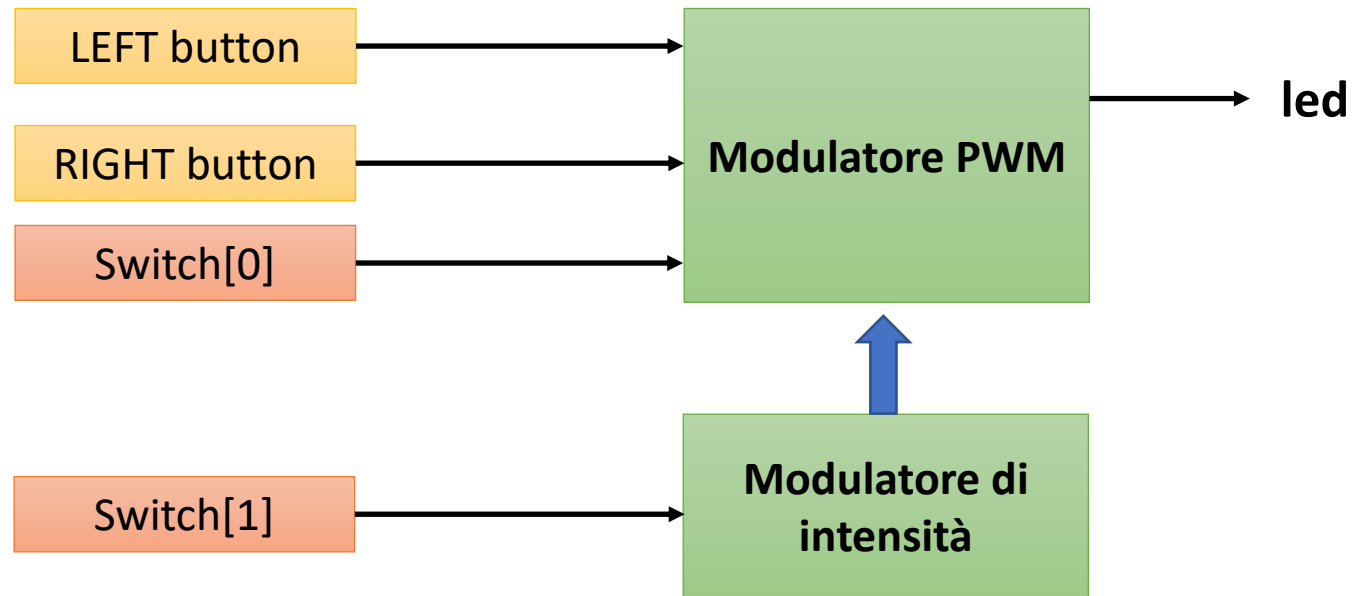 LEFT button
RIGHT button
Switch[0]
Modulatore PWM
led
Switch[1]
Modulatore di
intensità